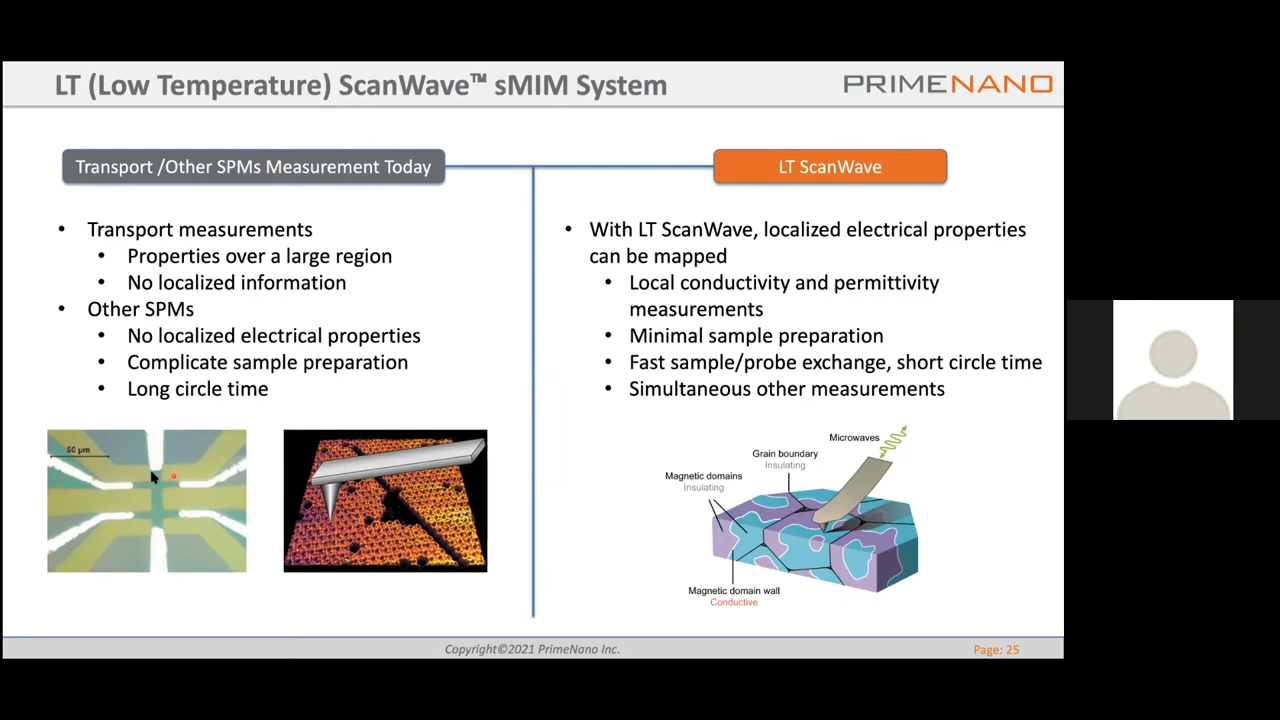 LT (Low Temperature) ScanWave™ sMIM System
PRIMENANO
Transport /Other SPMs Measurement Today
LT ScanWave
• Transport measurements
• Properties over a large region
• No localized information
• Other SPMs
• No localized electrical properties
• Complicate sample preparation
• Long circle time
• With LT ScanWave, localized electrical properties
can be mapped
• Local conductivity and permittivity
measurements
• Minimal sample preparation
• Fast sample/probe exchange, short circle time
• Simultaneous other measurements
50 µm
Microwaves
Grain boundary
Insulating
Magnetic domains
Insulating
Magnetic domain wall
Conductive
Copyright©2021 PrimeNano Inc.
Page: 25